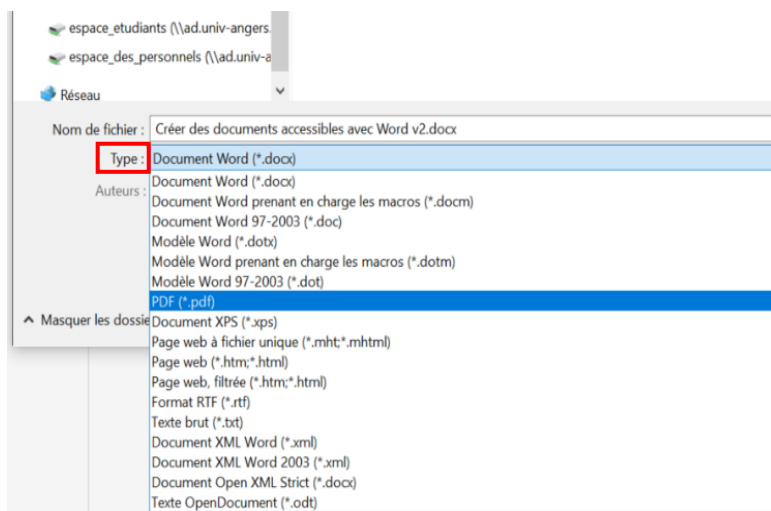 espace_etudiants (\\ad.univ-angers.
espace_des_personnels (\\ad.univ-a
Réseau
Nom de fichier : Créer des documents accessibles avec Word v2.docx
Type : Document Word (*.docx)
Auteurs :
Document Word (*.docx)
Document Word prenant en charge les macros (*.docm)
Document Word 97-2003 (*.doc)
Modèle Word (*.dotx)
Modèle Word prenant en charge les macros (*.dotm)
Modèle Word 97-2003 (*.dot)
PDF (*.pdf)
Masquer les dossie
Document XPS (*.xps)
Page web à fichier unique (*.mht;*.mhtml)
Page web (*.htm;*.html)
Page web, filtrée (*.htm;*.html)
Format RTF (*.rtf)
Texte brut (*.txt)
Document XML Word (*.xml)
Document XML Word 2003 (*.xml)
Document Open XML Strict (*.docx)
Texte OpenDocument (*.odt)